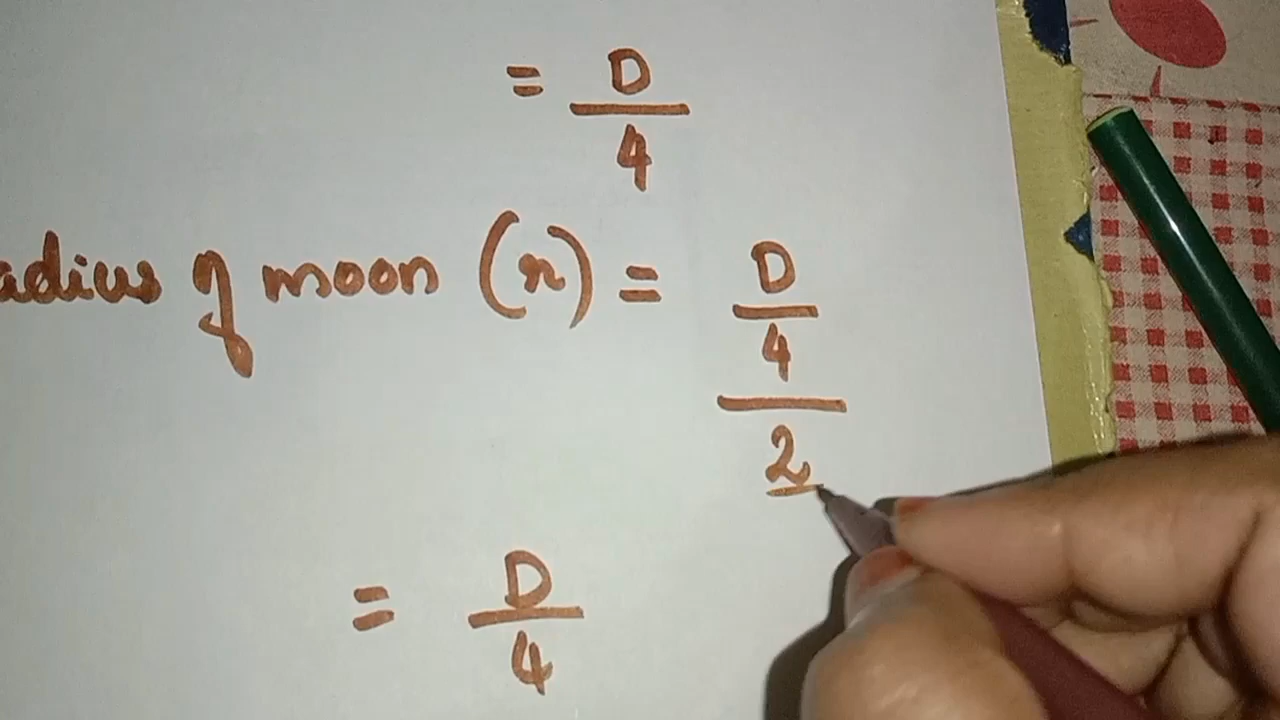 = D/4
adius of moon (r) = D/4/2
= D/4